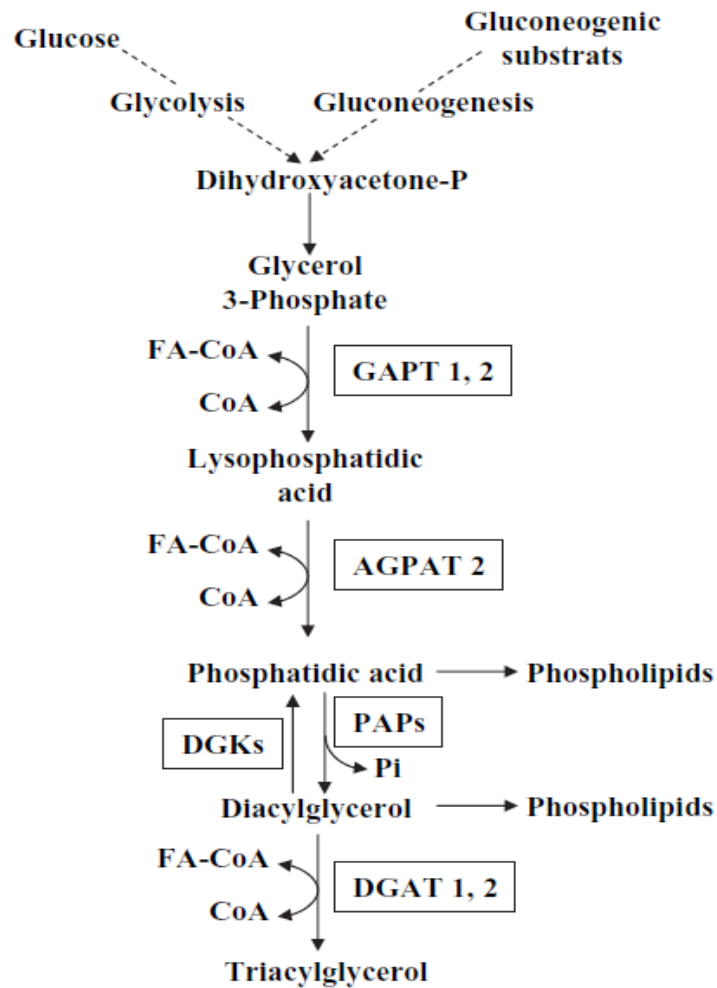 Glucose
Gluconeogenic
substrats
Glycolysis
Gluconeogenesis
Dihydroxyacetone-P
Glycerol
3-Phosphate
FA-CoA
GAPT 1, 2
CoA
Lysophosphatidic
acid
FA-CoA
AGPAT 2
CoA
Phosphatidic acid
Phospholipids
PAPs
DGKs
Pi
Diacylglycerol
Phospholipids
FA-CoA
DGAT 1, 2
CoA
Triacylglycerol